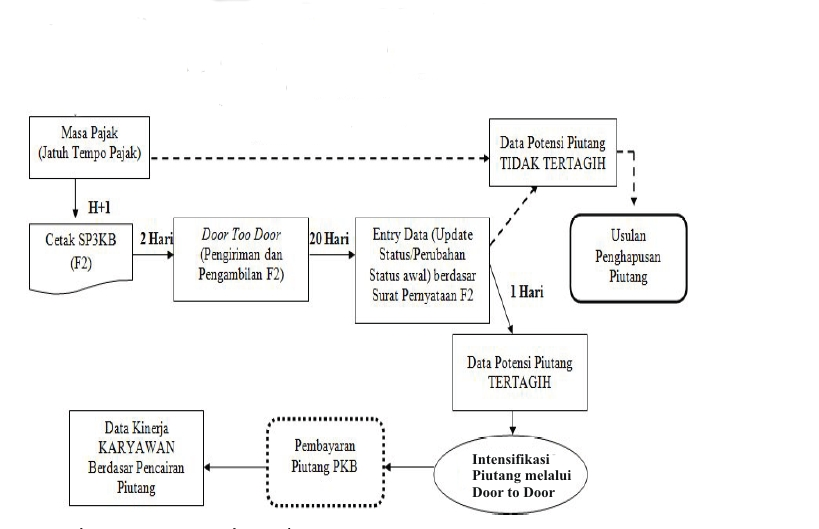 Masa Pajak
(Jatuh Tempo Pajak)
Data Potensi Piutang
TIDAK TERTAGIH
H+1
Cetak SP3KB
(F2)
2 Hari
Door Too Door
(Pengiriman dan
Pengambilan F2)
20 Hari
Entry Data (Update
Status/Perubahan
Status awal) berdasar
Surat Pernyataan F2
Usulan
Penghapusan
Piutang
1 Hari
Data Potensi Piutang
TERTAGIH
Intensifikasi
Piutang melalui
Door to Door
Pembayaran
Piutang PKB
Data Kinerja
KARYAWAN
Berdasar Pencairan
Piutang